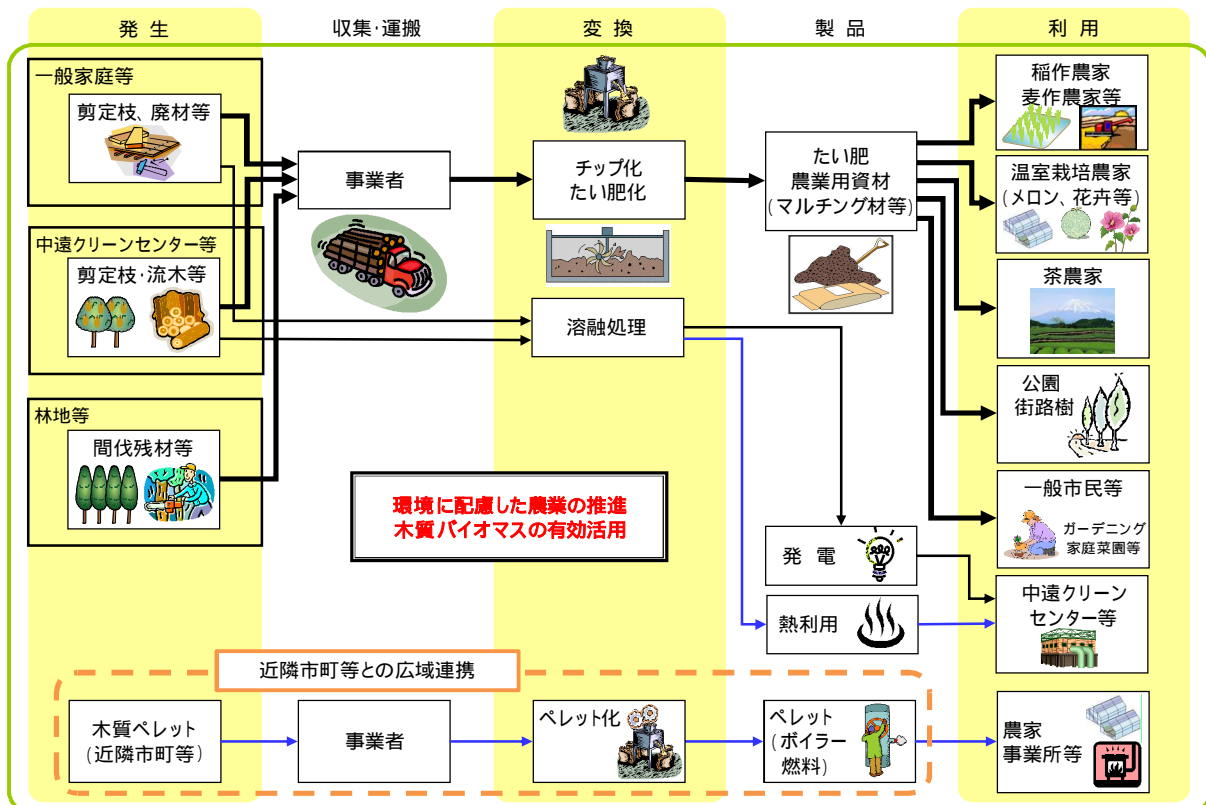 発 生
収集・運搬
変 換
製 品
利 用
一般家庭等
剪定枝、廃材等
中遠クリーンセンター等
剪定枝・流木等
林地等
間伐残材等
事業者
チップ化
たい肥化
溶融処理
たい肥
農業用資材
(マルチング材等)
発 電
熱利用
稲作農家
麦作農家等
温室栽培農家
(メロン、花卉等)
茶農家
公園
街路樹
一般市民等
ガーデニング
家庭菜園等
中遠クリーン
センター等
環境に配慮した農業の推進
木質バイオマスの有効活用
近隣市町等との広域連携
木質ペレット
(近隣市町等)
事業者
ペレット化
ペレット
(ボイラー
燃料)
農家
事業所等